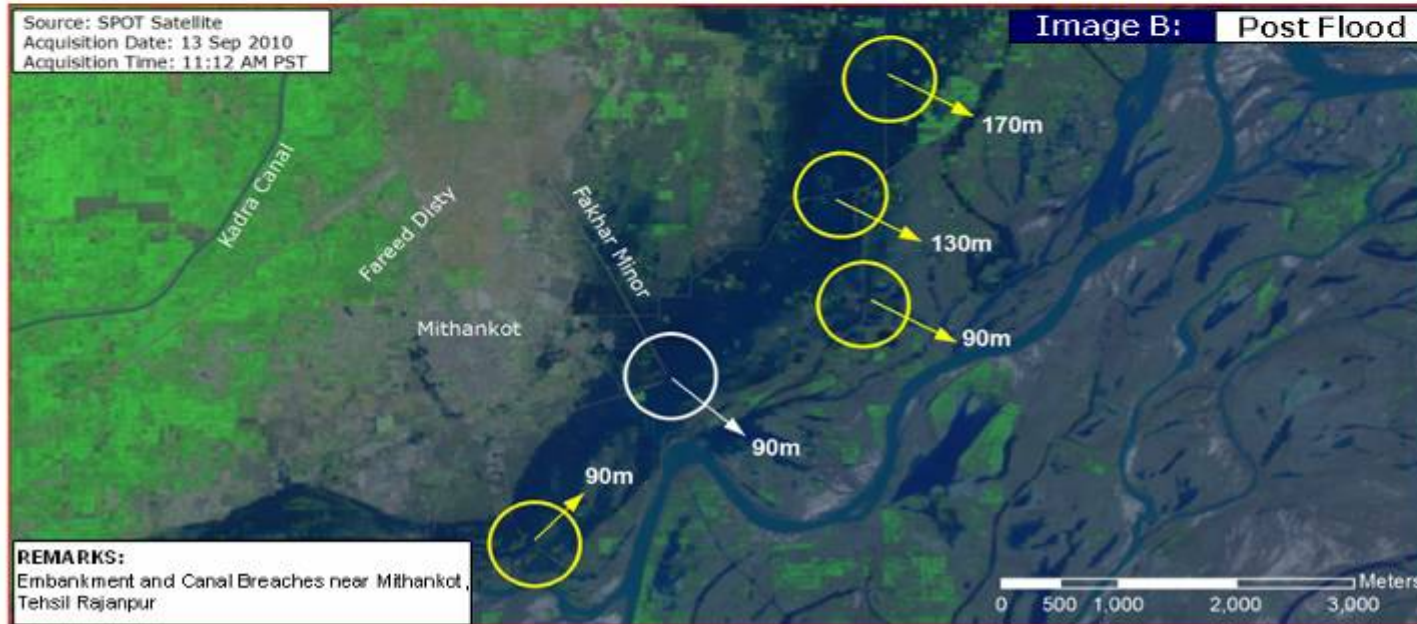 Source: SPOT Satellite
Acquisition Date: 13 Sep 2010
Acquisition Time: 11:12 AM PST
Image B: Post Flood
170m
Kadra Canal
Fareed Disty
Fakhar Minor
130m
Mithankot
90m
90m
90m
REMARKS:
Embankment and Canal Breaches near Mithankot,
Tehsil Rajanpur
Meters
0 500 1,000 2,000 3,000